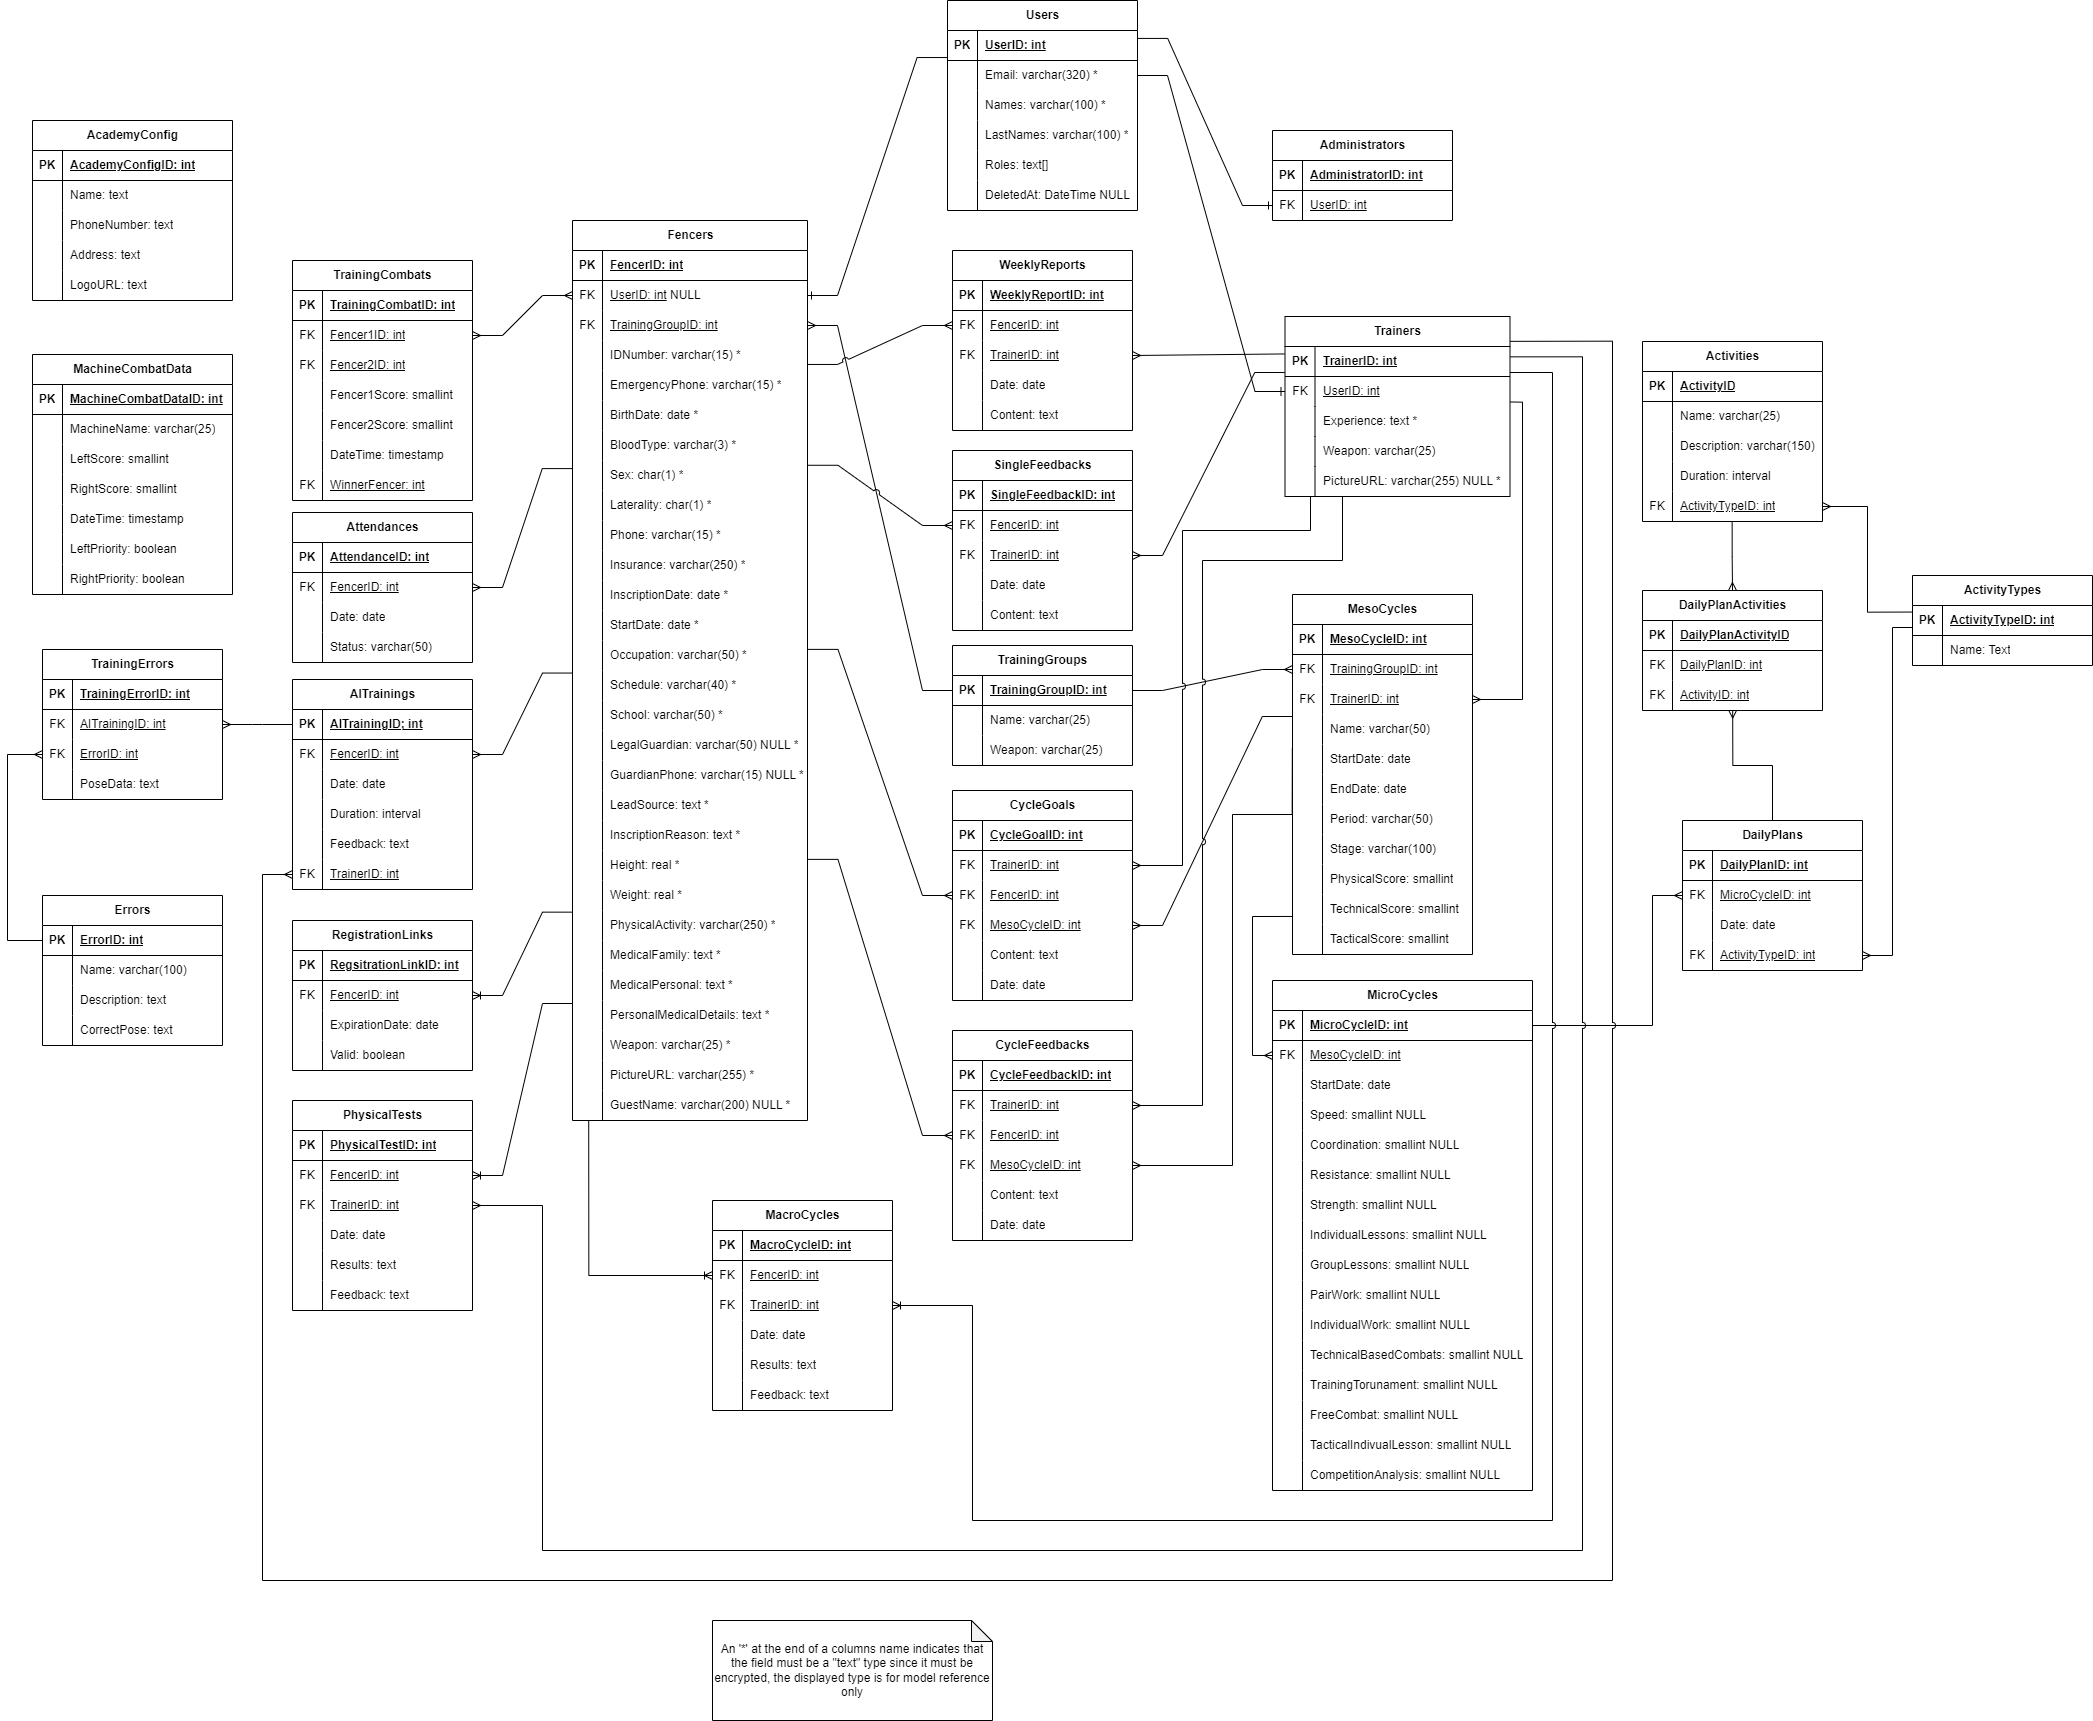 Users
PK UserID: int
Email: varchar(320) *
Names: varchar(100) *
LastNames: varchar(100) *
Roles: text[]
DeletedAt: DateTime NULL
AcademyConfig
PK AcademyConfigID: int
Name: text
PhoneNumber: text
Address: text
LogoURL: text
Administrators
PK AdministratorID: int
FK UserID: int
MachineCombatData
PK MachineCombatDataID: int
MachineName: varchar(25)
LeftScore: smallint
RightScore: smallint
DateTime: timestamp
LeftPriority: boolean
RightPriority: boolean
TrainingCombats
PK TrainingCombatID: int
FK Fencer1ID: int
FK Fencer2ID: int
Fencer1Score: smallint
Fencer2Score: smallint
DateTime: timestamp
FK WinnerFencer: int
Attendances
PK AttendanceID: int
FK FencerID: int
Date: date
Status: varchar(50)
TrainingErrors
PK TrainingErrorID: int
FK AITrainingID: int
FK ErrorID: int
PoseData: text
AITrainings
PK AITrainingID; int
FK FencerID: int
Date: date
Duration: interval
Feedback: text
FK TrainerID: int
Errors
PK ErrorID: int
Name: varchar(100)
Description: text
CorrectPose: text
RegistrationLinks
PK RegsitrationLinkID: int
FK FencerID: int
ExpirationDate: date
Valid: boolean
PhysicalTests
PK PhysicalTestID: int
FK FencerID: int
FK TrainerID: int
Date: date
Results: text
Feedback: text
Fencers
PK FencerID: int
FK UserID: int NULL
FK TrainingGroupID: int
IDNumber: varchar(15) *
EmergencyPhone: varchar(15) *
BirthDate: date *
BloodType: varchar(3) *
Sex: char(1) *
Laterality: char(1) *
Phone: varchar(15) *
Insurance: varchar(250) *
InscriptionDate: date *
StartDate: date *
Occupation: varchar(50) *
Schedule: varchar(40) *
School: varchar(50) *
LegalGuardian: varchar(50) NULL *
GuardianPhone: varchar(15) NULL *
LeadSource: text *
InscriptionReason: text *
Height: real *
Weight: real *
PhysicalActivity: varchar(250) *
MedicalFamily: text *
MedicalPersonal: text *
PersonalMedicalDetails: text *
Weapon: varchar(25) *
PictureURL: varchar(255) *
GuestName: varchar(200) NULL *
MacroCycles
PK MacroCycleID: int
FK FencerID: int
FK TrainerID: int
Date: date
Results: text
Feedback: text
WeeklyReports
PK WeeklyReportID: int
FK FencerID: int
FK TrainerID: int
Date: date
Content: text
SingleFeedbacks
PK SingleFeedbackID: int
FK FencerID: int
FK TrainerID: int
Date: date
Content: text
TrainingGroups
PK TrainingGroupID: int
Name: varchar(25)
Weapon: varchar(25)
CycleGoals
PK CycleGoalID: int
FK TrainerID: int
FK FencerID: int
FK MesoCycleID: int
Content: text
Date: date
CycleFeedbacks
PK CycleFeedbackID: int
FK TrainerID: int
FK FencerID: int
FK MesoCycleID: int
Content: text
Date: date
Trainers
PK TrainerID: int
FK UserID: int
Experience: text *
Weapon: varchar(25)
PictureURL: varchar(255) NULL *
MesoCycles
PK MesoCycleID: int
FK TrainingGroupID: int
FK TrainerID: int
Name: varchar(50)
StartDate: date
EndDate: date
Period: varchar(50)
Stage: varchar(100)
PhysicalScore: smallint
TechnicalScore: smallint
TacticalScore: smallint
MicroCycles
PK MicroCycleID: int
FK MesoCycleID: int
StartDate: date
Speed: smallint NULL
Coordination: smallint NULL
Resistance: smallint NULL
Strength: smallint NULL
IndividualLessons: smallint NULL
GroupLessons: smallint NULL
PairWork: smallint NULL
IndividualWork: smallint NULL
TechnicalBasedCombats: smallint NULL
TrainingTorunament: smallint NULL
FreeCombat: smallint NULL
TacticalIndivualLesson: smallint NULL
CompetitionAnalysis: smallint NULL
Activities
PK ActivityID
Name: varchar(25)
Description: varchar(150)
Duration: interval
FK ActivityTypeID: int
DailyPlanActivities
PK DailyPlanActivityID
FK DailyPlanID: int
FK ActivityID: int
ActivityTypes
PK ActivityTypeID: int
Name: Text
DailyPlans
PK DailyPlanID: int
FK MicroCycleID: int
Date: date
FK ActivityTypeID: int
An '*' at the end of a columns name indicates that
the field must be a "text" type since it must be
encrypted, the displayed type is for model reference
only